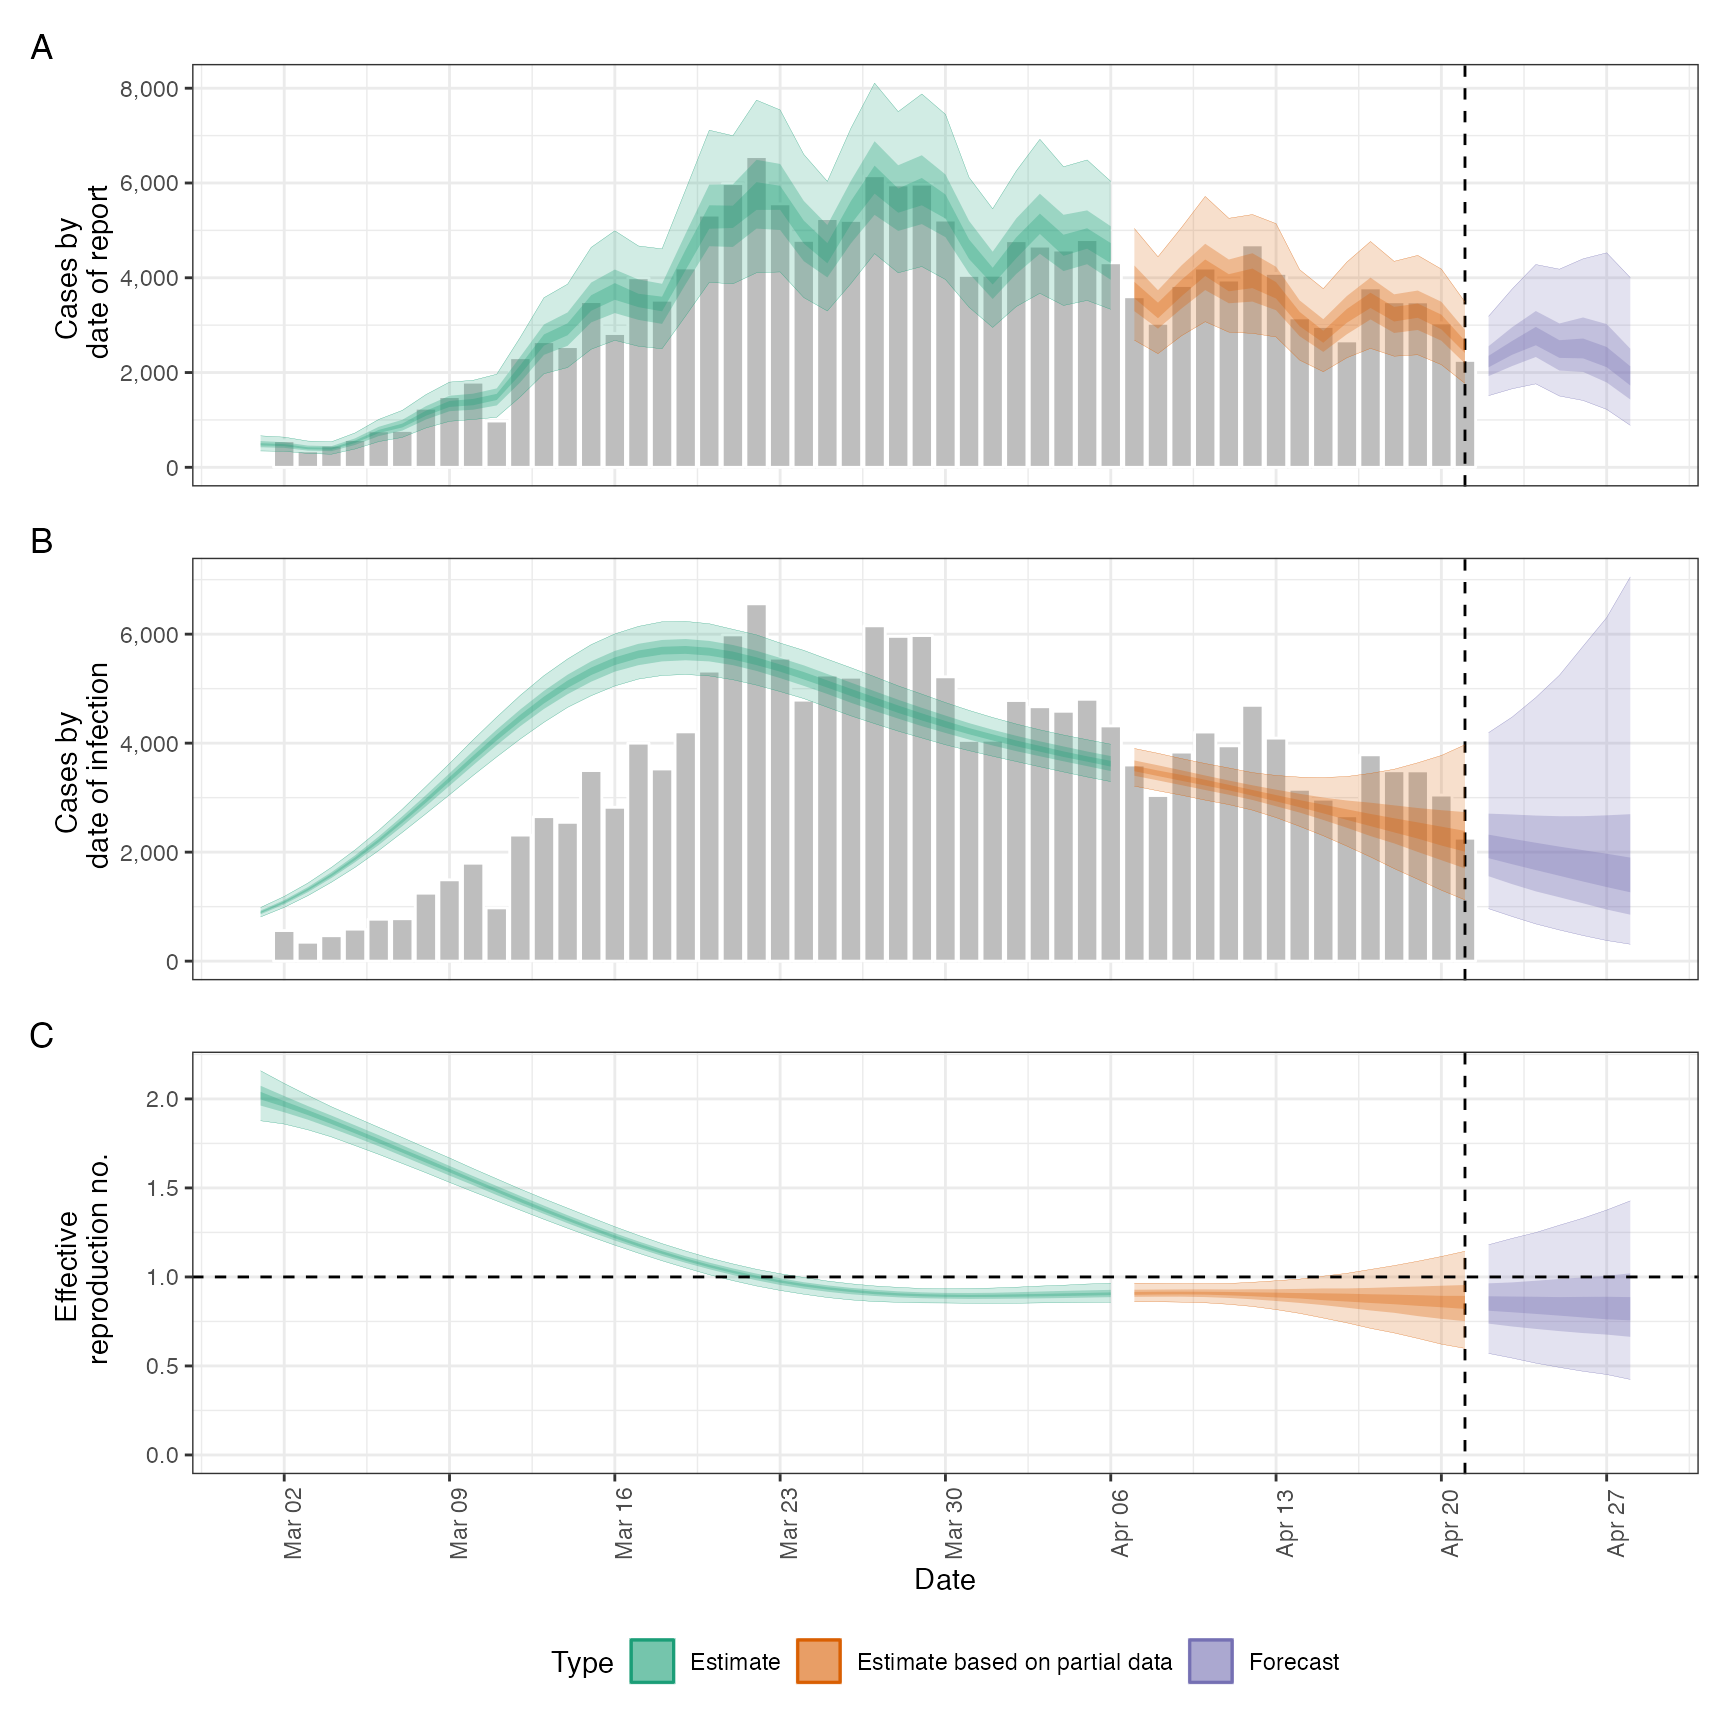 A
Cases by
date of report
8,000
6,000
4,000
2,000
0
B
Cases by
date of infection
6,000
4,000
2,000
0
C
Effective
reproduction no.
2.0
1.5
1.0
0.5
0.0
Mar 02
Mar 09
Mar 16
Mar 23
Mar 30
Apr 06
Apr 13
Apr 20
Apr 27
Date
Type Estimate Estimate based on partial data Forecast